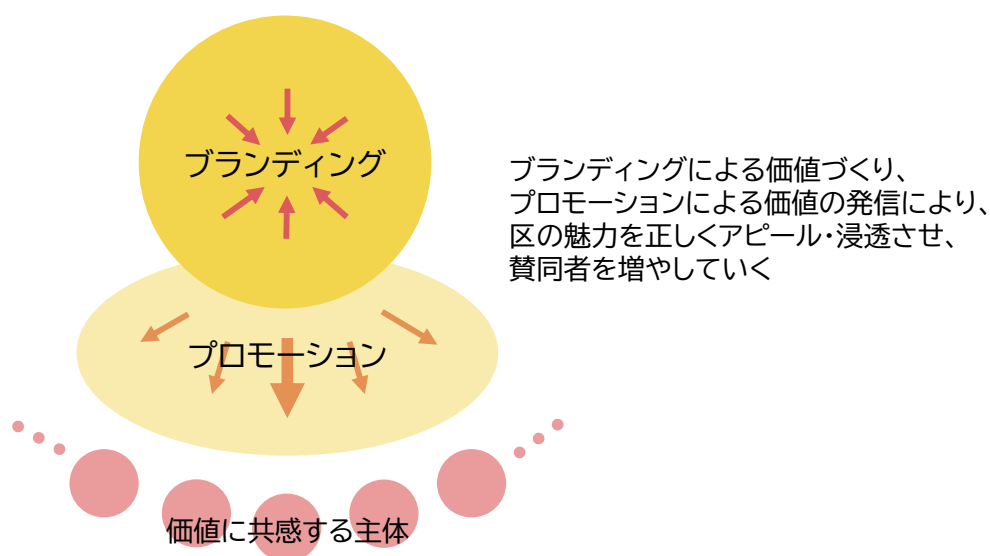 ブランディング
ブランディングによる価値づくり、
プロモーションによる価値の発信により、
区の魅力を正しくアピール・浸透させ、
賛同者を増やしていく
プロモーション
価値に共感する主体